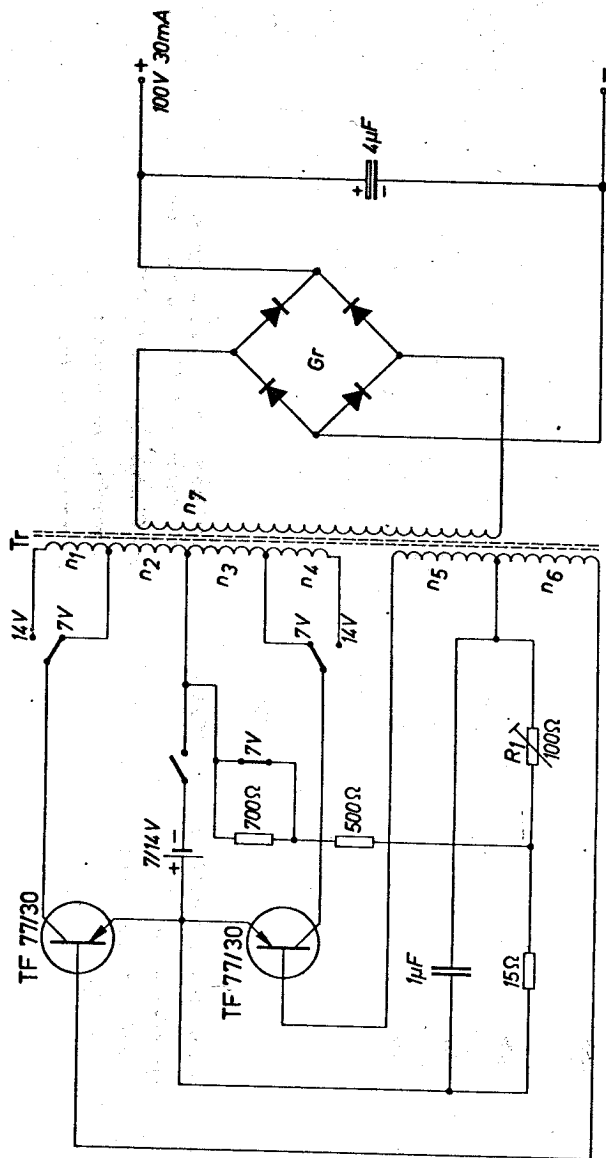 TF 77/30
14V
7V
n1
Tr
n2
n3
n4
7V
14V
7/14V
+
−
7V
700Ω
500Ω
TF 77/30
1μF
15Ω
R1
100Ω
n5
n6
n7
Gr
+
−
4μF
+
100V 30mA
−